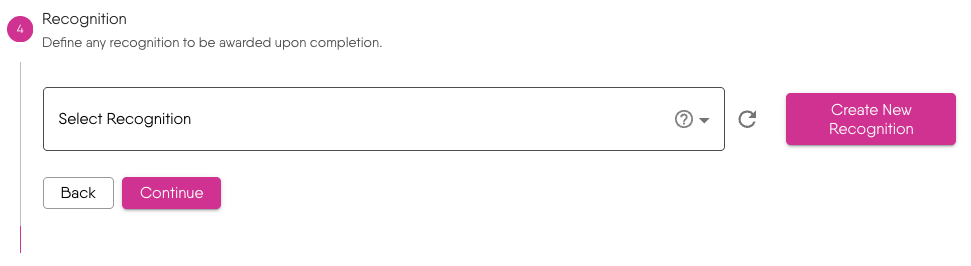 4
Recognition
Define any recognition to be awarded upon completion.
Select Recognition
?
Create New
Recognition
Back
Continue